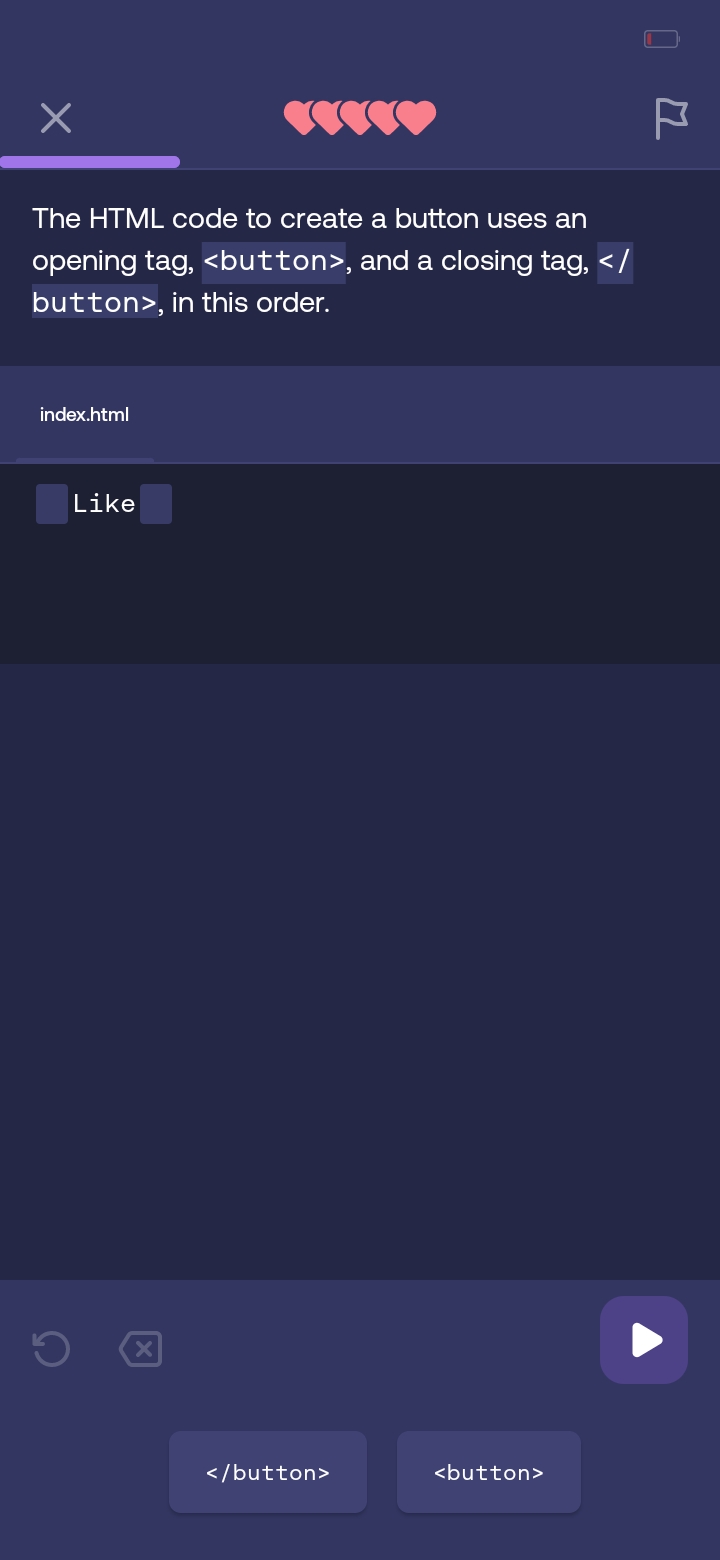 The HTML code to create a button uses an
opening tag, <button>, and a closing tag, </
button>, in this order.
index.html
Like
</button> <button>